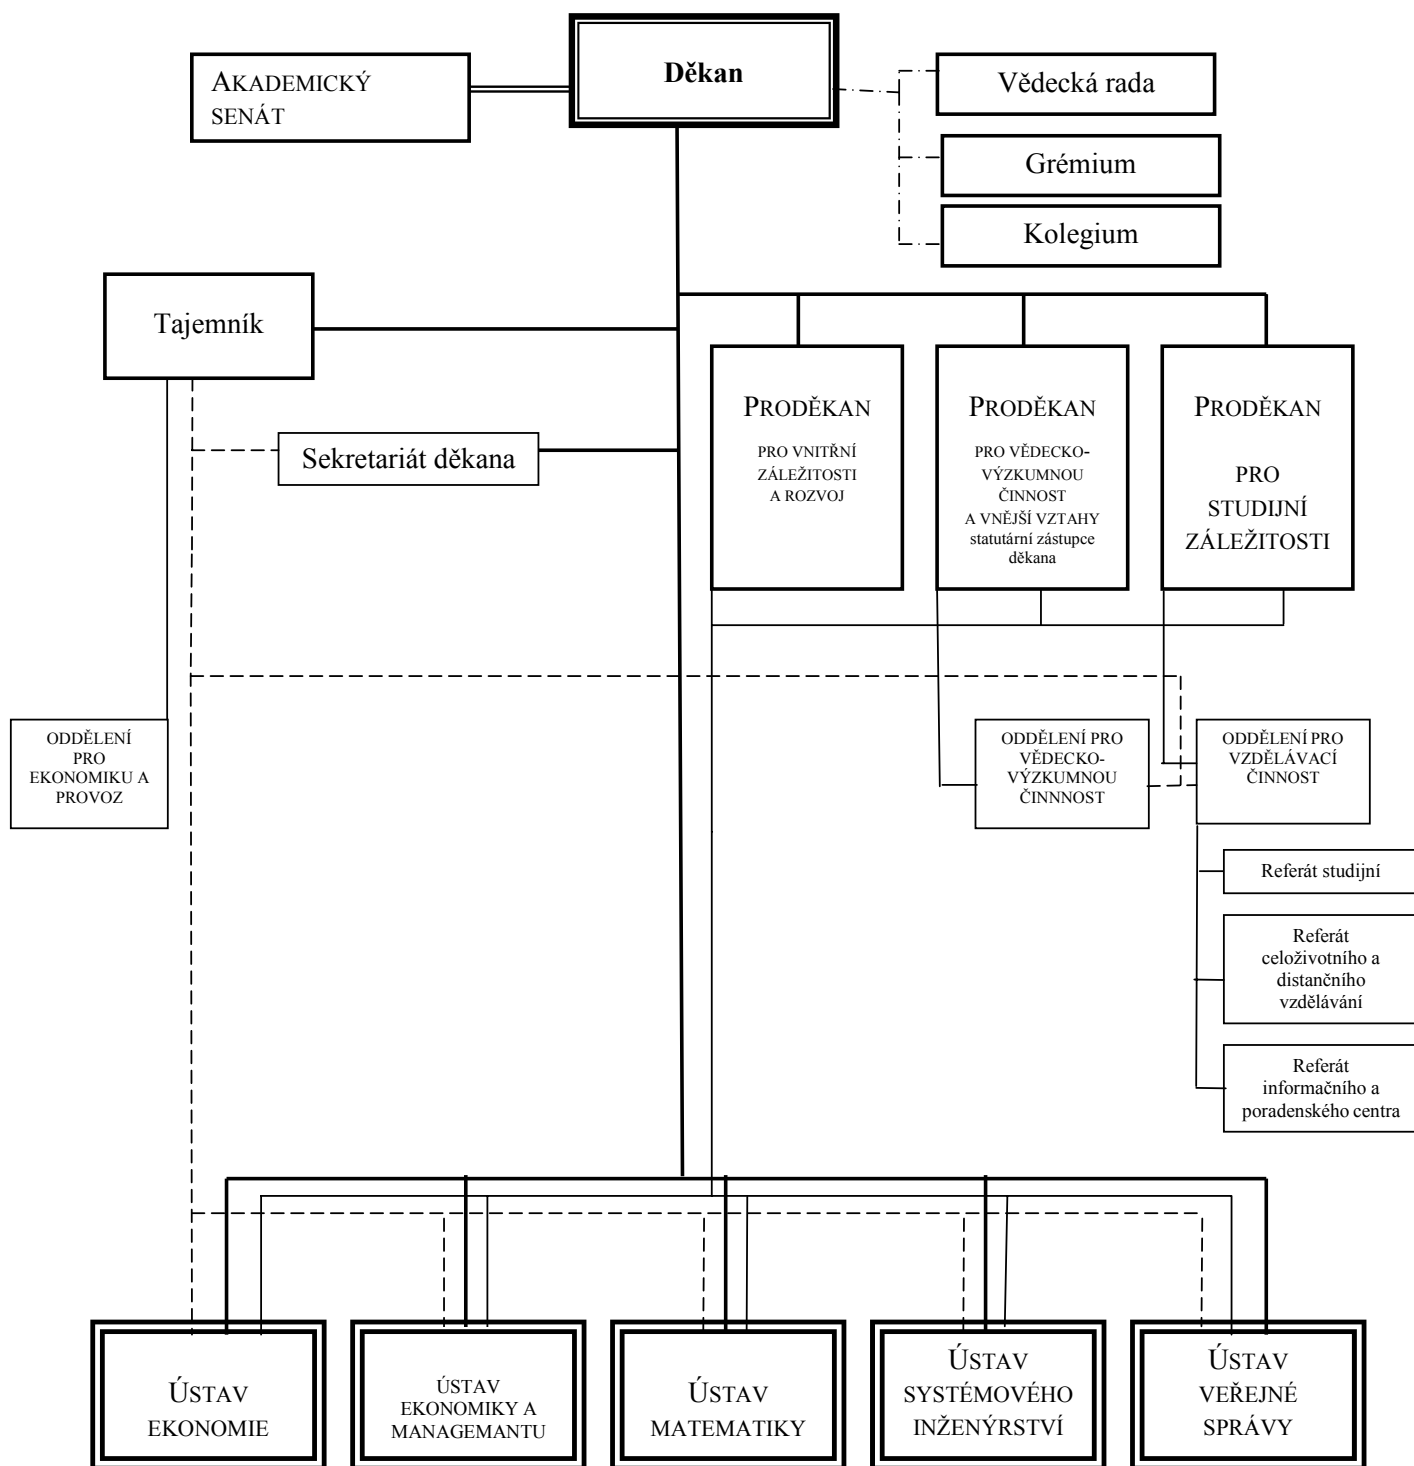 Děkan
AKADEMICKÝ
SENÁT
Vědecká rada
Grémium
Kolegium
Tajemník
Sekretariát děkana
PRODĚKAN
PRO VNITŘNÍ
ZÁLEŽITOSTI
A ROZVOJ
PRODĚKAN
PRO VĚDECKO-
VÝZKUMNOU
ČINNOST
A VNĚJŠÍ VZTAHY
statutární zástupce
děkana
PRODĚKAN
PRO
STUDIJNÍ
ZÁLEŽITOSTI
ODDĚLENÍ
PRO
EKONOMIKU A
PROVOZ
ODDĚLENÍ PRO
VĚDECKO-
VÝZKUMNOU
ČINNNOST
ODDĚLENÍ PRO
VZDĚLÁVACÍ
ČINNOST
Referát studijní
Referát
celoživotního a
distančního
vzdělávání
Referát
informačního a
poradenského centra
ÚSTAV
EKONOMIE
ÚSTAV
EKONOMIKY A
MANAGEMANTU
ÚSTAV
MATEMATIKY
ÚSTAV
SYSTÉMOVÉHO
INŽENÝRSTVÍ
ÚSTAV
VEŘEJNÉ
SPRÁVY